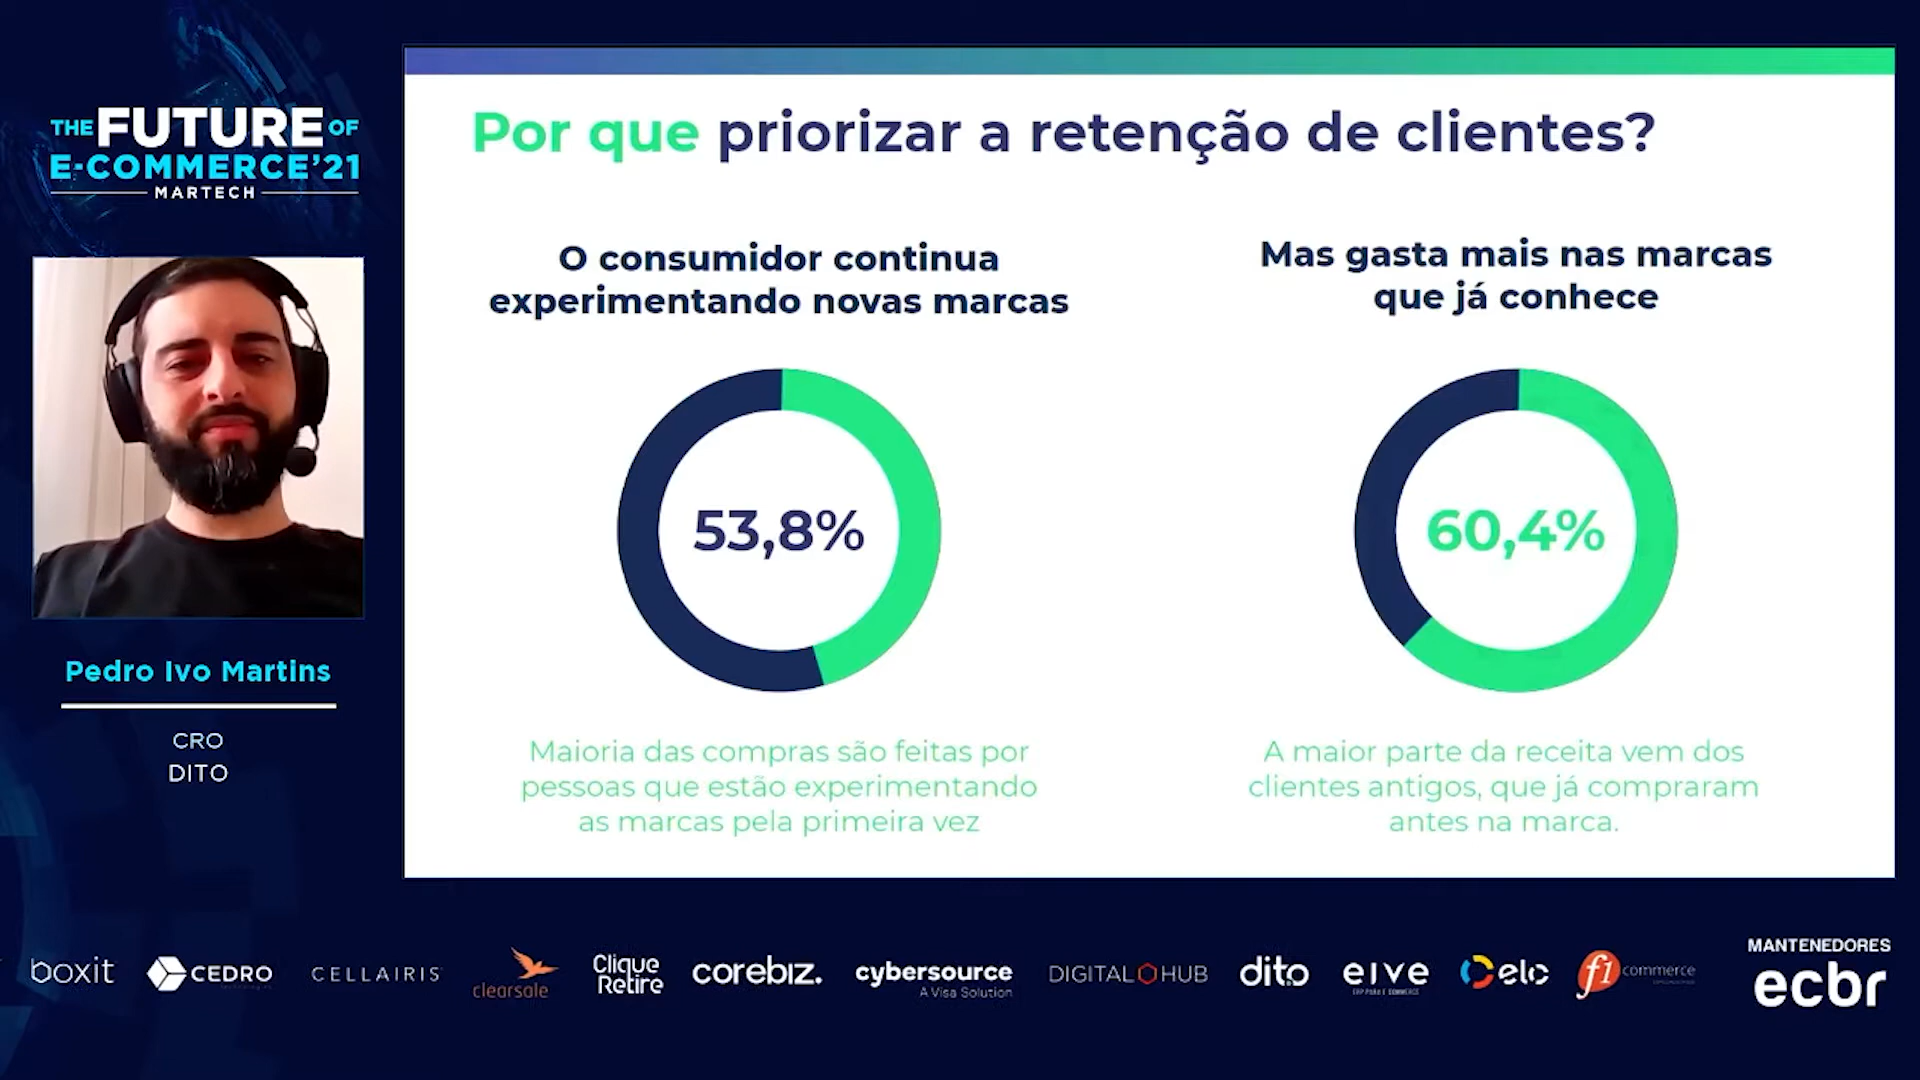 THE FUTURE OF
E-COMMERCE'21
MARTECH
Pedro Ivo Martins
CRO
DITO
Por que priorizar a retenção de clientes?
O consumidor continua
experimentando novas marcas
53,8%
Maioria das compras são feitas por
pessoas que estão experimentando
as marcas pela primeira vez
Mas gasta mais nas marcas
que já conhece
60,4%
A maior parte da receita vem dos
clientes antigos, que já compraram
antes na marca.
boxit
CEDRO
CELLAIRIS
clearsale
Clique
Retire
corebiz.
cybersource
A Visa Solution
DIGITAL HUB
dito
eive
elo
f1 commerce
MANTENEDORES
ecbr